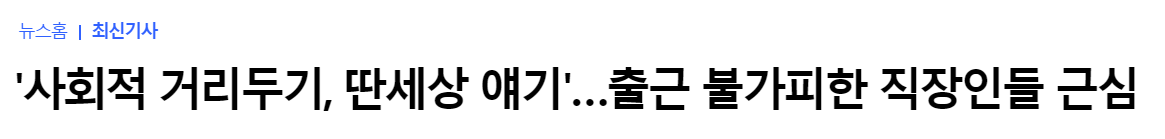 뉴스홈 | 최신기사
'사회적 거리두기, 딴세상 얘기'…출근 불가피한 직장인들 근심